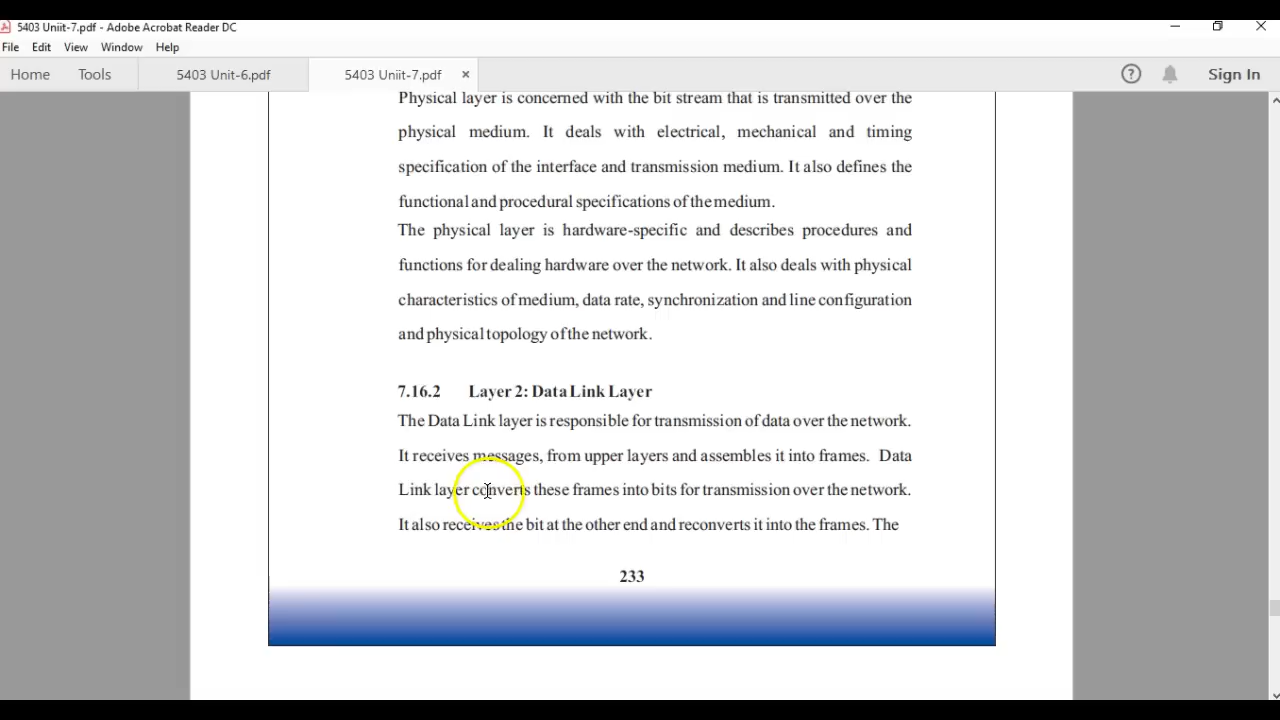 5403 Uniit-7.pdf - Adobe Acrobat Reader DC
File Edit View Window Help
Home Tools 5403 Unit-6.pdf 5403 Uniit-7.pdf × ? Sign In
Physical layer is concerned with the bit stream that is transmitted over the
physical medium. It deals with electrical, mechanical and timing
specification of the interface and transmission medium. It also defines the
functional and procedural specifications of the medium.
The physical layer is hardware-specific and describes procedures and
functions for dealing hardware over the network. It also deals with physical
characteristics of medium, data rate, synchronization and line configuration
and physical topology of the network.
7.16.2 Layer 2: Data Link Layer
The Data Link layer is responsible for transmission of data over the network.
It receives messages, from upper layers and assembles it into frames. Data
Link layer converts these frames into bits for transmission over the network.
It also receives the bit at the other end and reconverts it into the frames. The
233